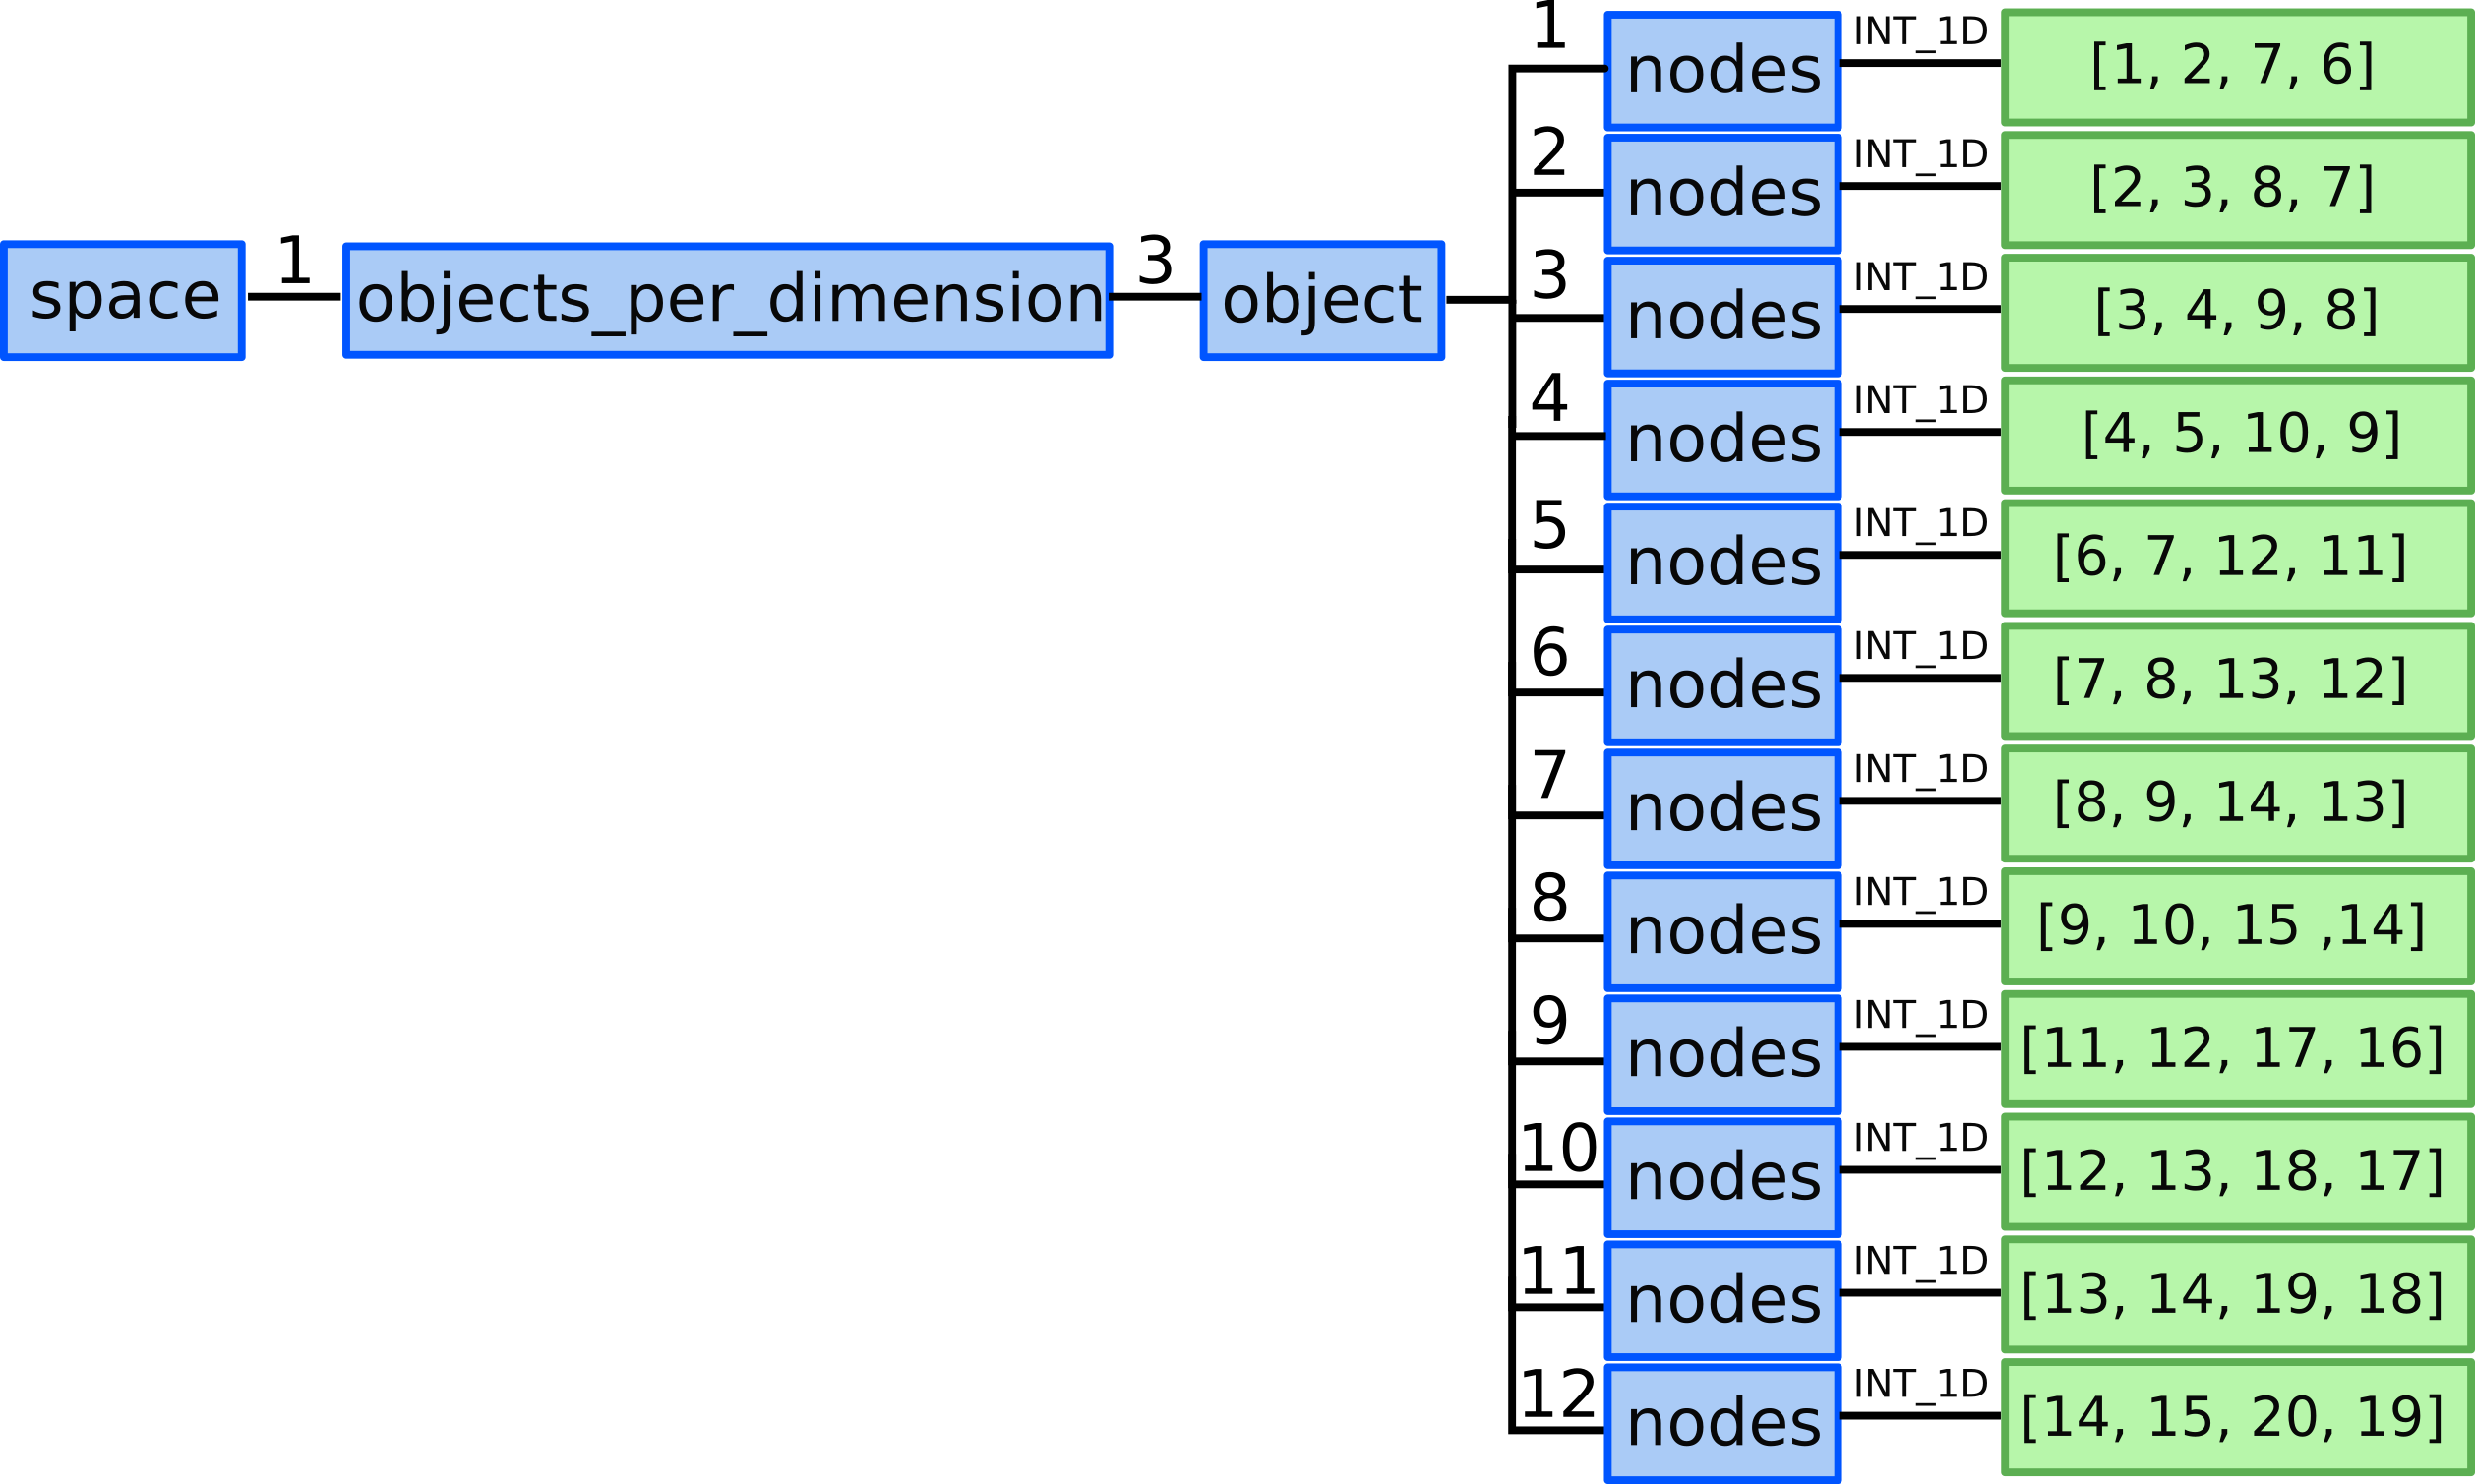 1 nodes INT_1D [1, 2, 7, 6]
2 nodes INT_1D [2, 3, 8, 7]
space 1 objects_per_dimension 3 object
3 nodes INT_1D [3, 4, 9, 8]
4 nodes INT_1D [4, 5, 10, 9]
5 nodes INT_1D [6, 7, 12, 11]
6 nodes INT_1D [7, 8, 13, 12]
7 nodes INT_1D [8, 9, 14, 13]
8 nodes INT_1D [9, 10, 15 ,14]
9 nodes INT_1D [11, 12, 17, 16]
10 nodes INT_1D [12, 13, 18, 17]
11 nodes INT_1D [13, 14, 19, 18]
12 nodes INT_1D [14, 15, 20, 19]